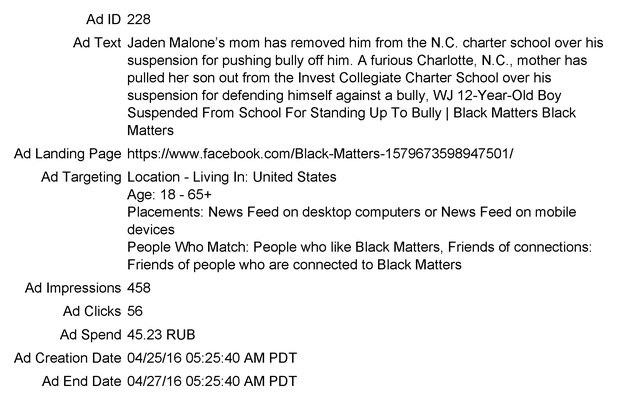 Ad ID 228
Ad Text Jaden Malone's mom has removed him from the N.C. charter school over his
suspension for pushing bully off him. A furious Charlotte, N.C., mother has
pulled her son out from the Invest Collegiate Charter School over his
suspension for defending himself against a bully, WJ 12-Year-Old Boy
Suspended From School For Standing Up To Bully | Black Matters Black
Matters
Ad Landing Page https://www.facebook.com/Black-Matters-1579673598947501/
Ad Targeting Location - Living In: United States
Age: 18 - 65+
Placements: News Feed on desktop computers or News Feed on mobile
devices
People Who Match: People who like Black Matters, Friends of connections:
Friends of people who are connected to Black Matters
Ad Impressions 458
Ad Clicks 56
Ad Spend 45.23 RUB
Ad Creation Date 04/25/16 05:25:40 AM PDT
Ad End Date 04/27/16 05:25:40 AM PDT